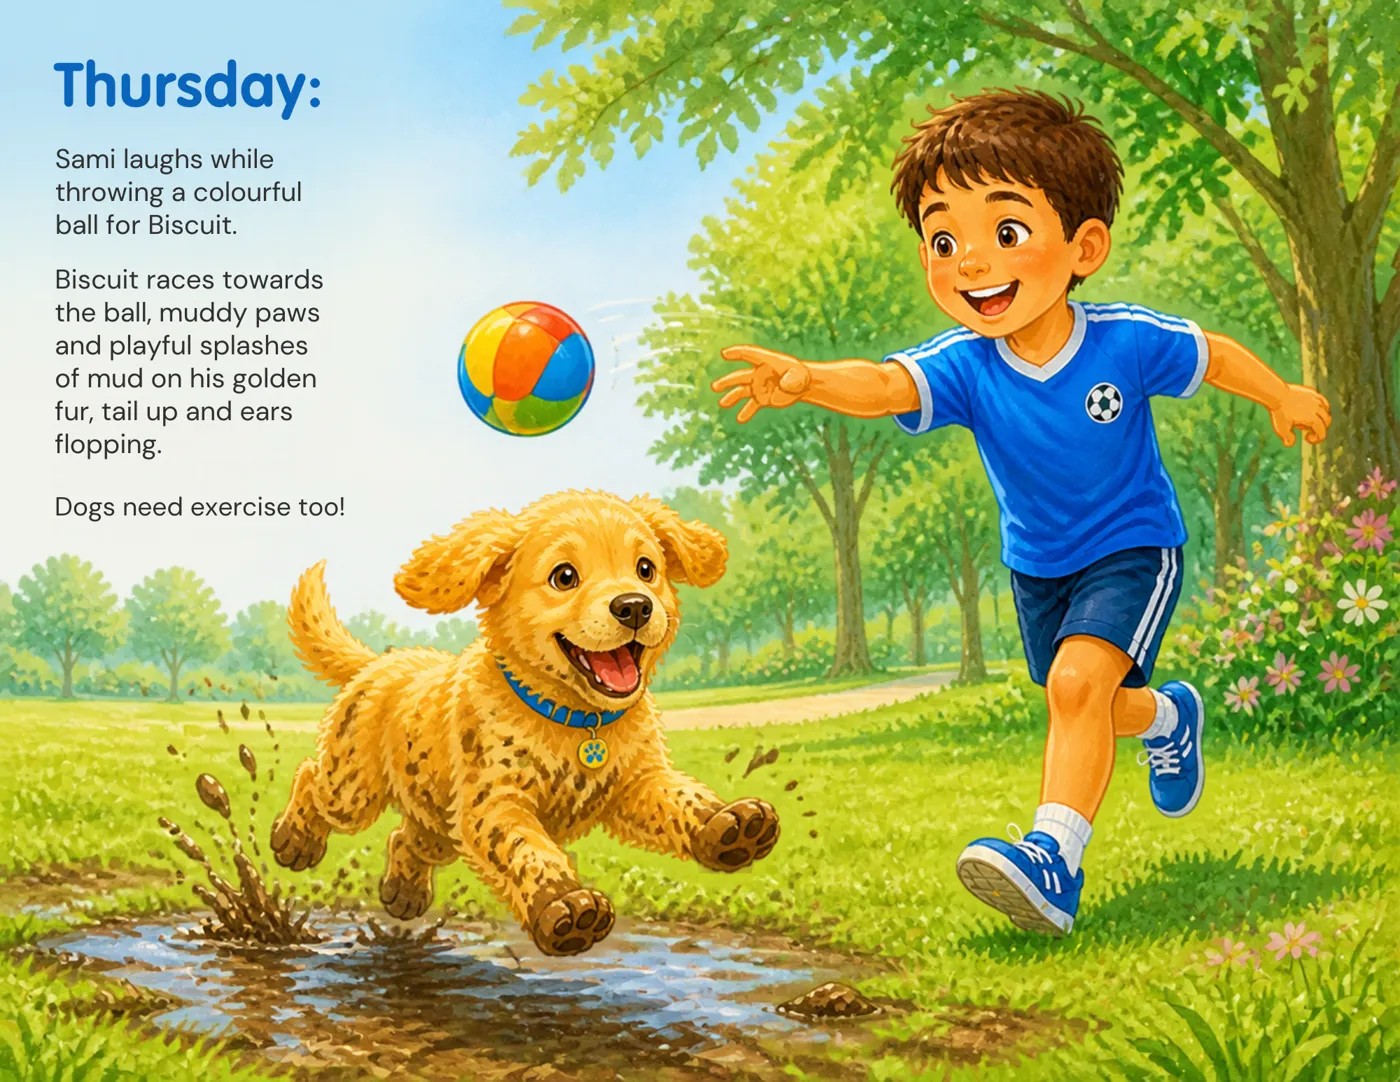 Thursday:
Sami laughs while
throwing a colourful
ball for Biscuit.
Biscuit races towards
the ball, muddy paws
and playful splashes
of mud on his golden
fur, tail up and ears
flopping.
Dogs need exercise too!